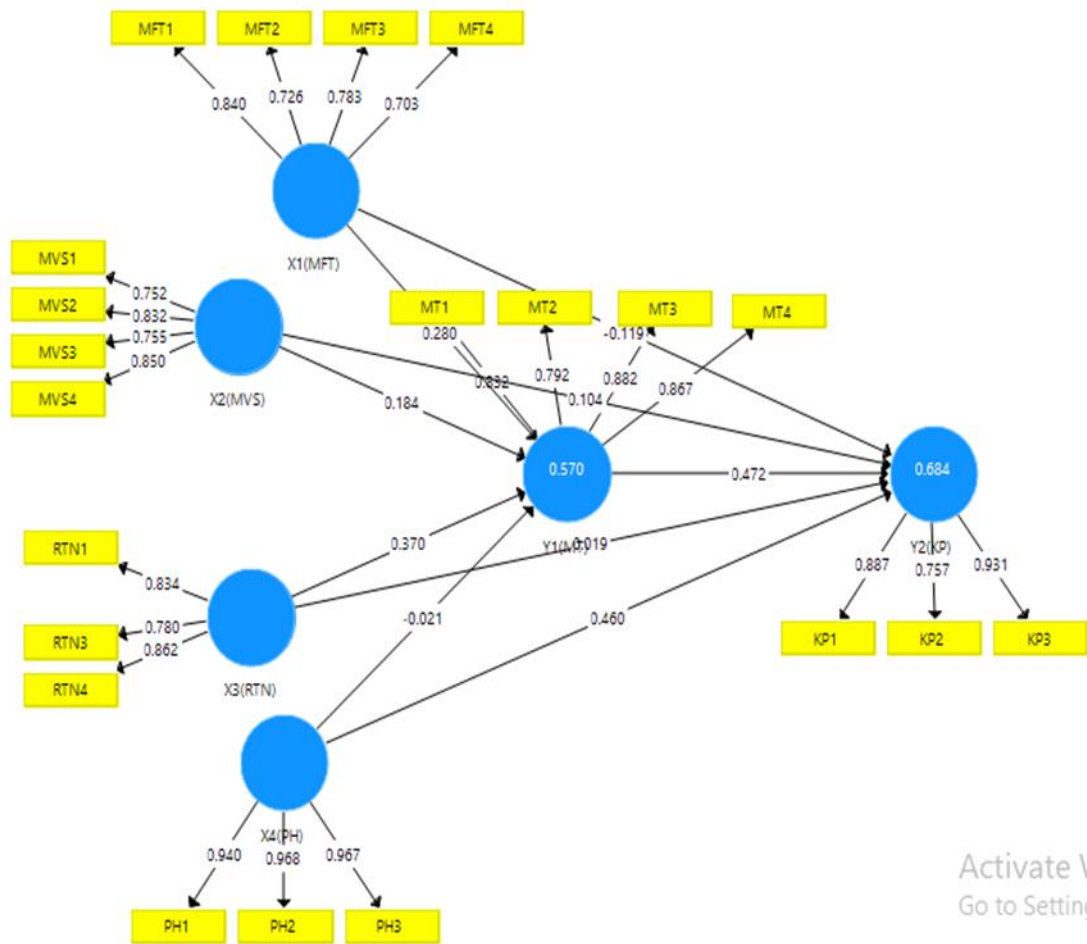 MFT1 MFT2 MFT3 MFT4
0.840 0.726 0.783 0.703
X1(MFT)
MVS1
MVS2
MVS3
MVS4
0.752
0.832
0.755
0.850
X2(MVS)
MT1 MT2 MT3 MT4
0.280 -0.119
0.832 0.792 0.882 0.867
0.184 0.104
0.570 0.472 0.684
Y1(MT) 0.019 Y2(KP)
0.370
RTN1
RTN3
RTN4
0.834
0.780
0.862
X3(RTN)
-0.021 0.460
0.887 0.757 0.931
KP1 KP2 KP3
X4(PH)
0.940 0.968 0.967
PH1 PH2 PH3
Activate
Go to Setting